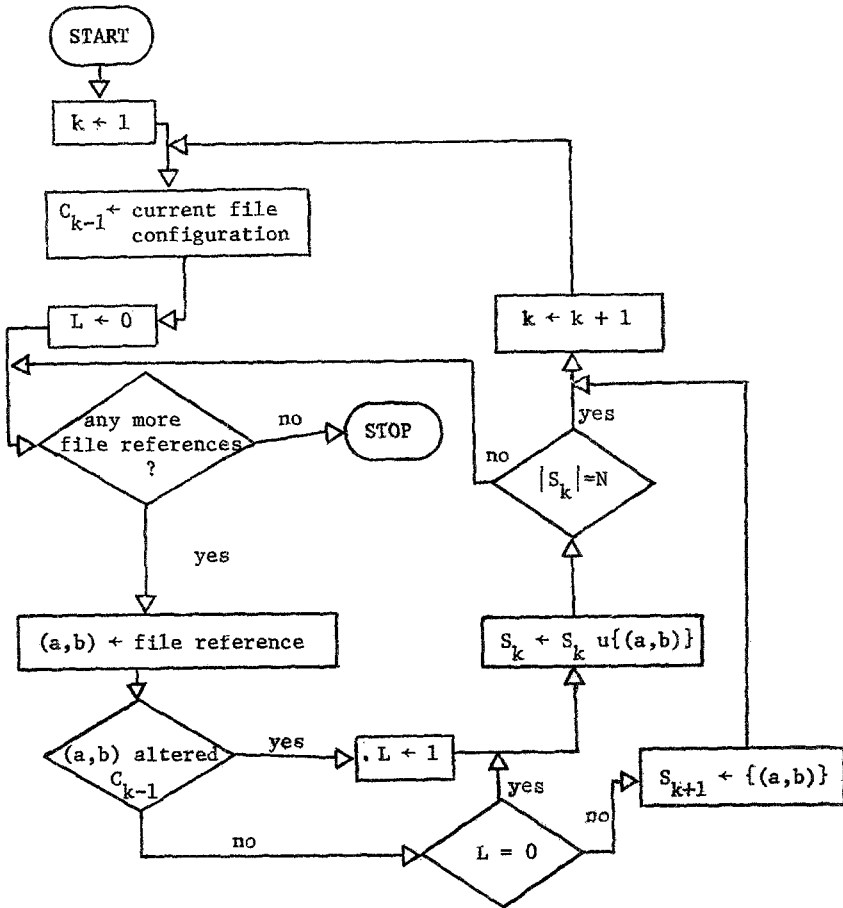 START
k ← 1
C_{k-1} ← current file
configuration
L ← 0
k ← k + 1
any more
file references
?
no
STOP
yes
no
|S_k|=N
yes
(a,b) ← file reference
S_k ← S_k u{(a,b)}
(a,b) altered
C_{k-1}
yes
. L ← 1
yes
S_{k+1} ← {(a,b)}
no
no
L = 0